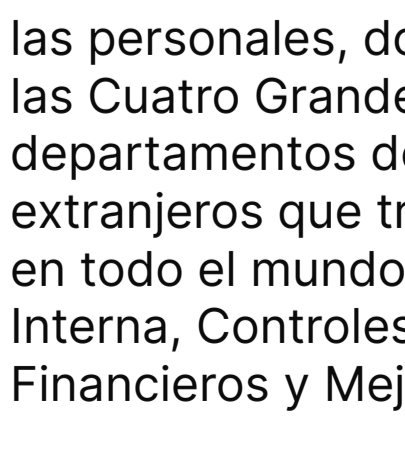 las personales, do
las Cuatro Grande
departamentos de
extranjeros que tr
en todo el mundo
Interna, Controles
Financieros y Mej